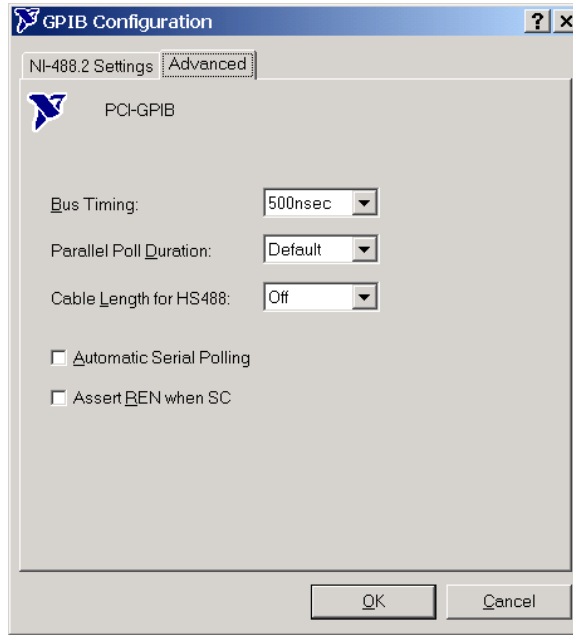 GPIB Configuration
NI-488.2 Settings Advanced
PCI-GPIB
Bus Timing: 500nsec
Parallel Poll Duration: Default
Cable Length for HS488: Off
Automatic Serial Polling
Assert REN when SC
OK Cancel